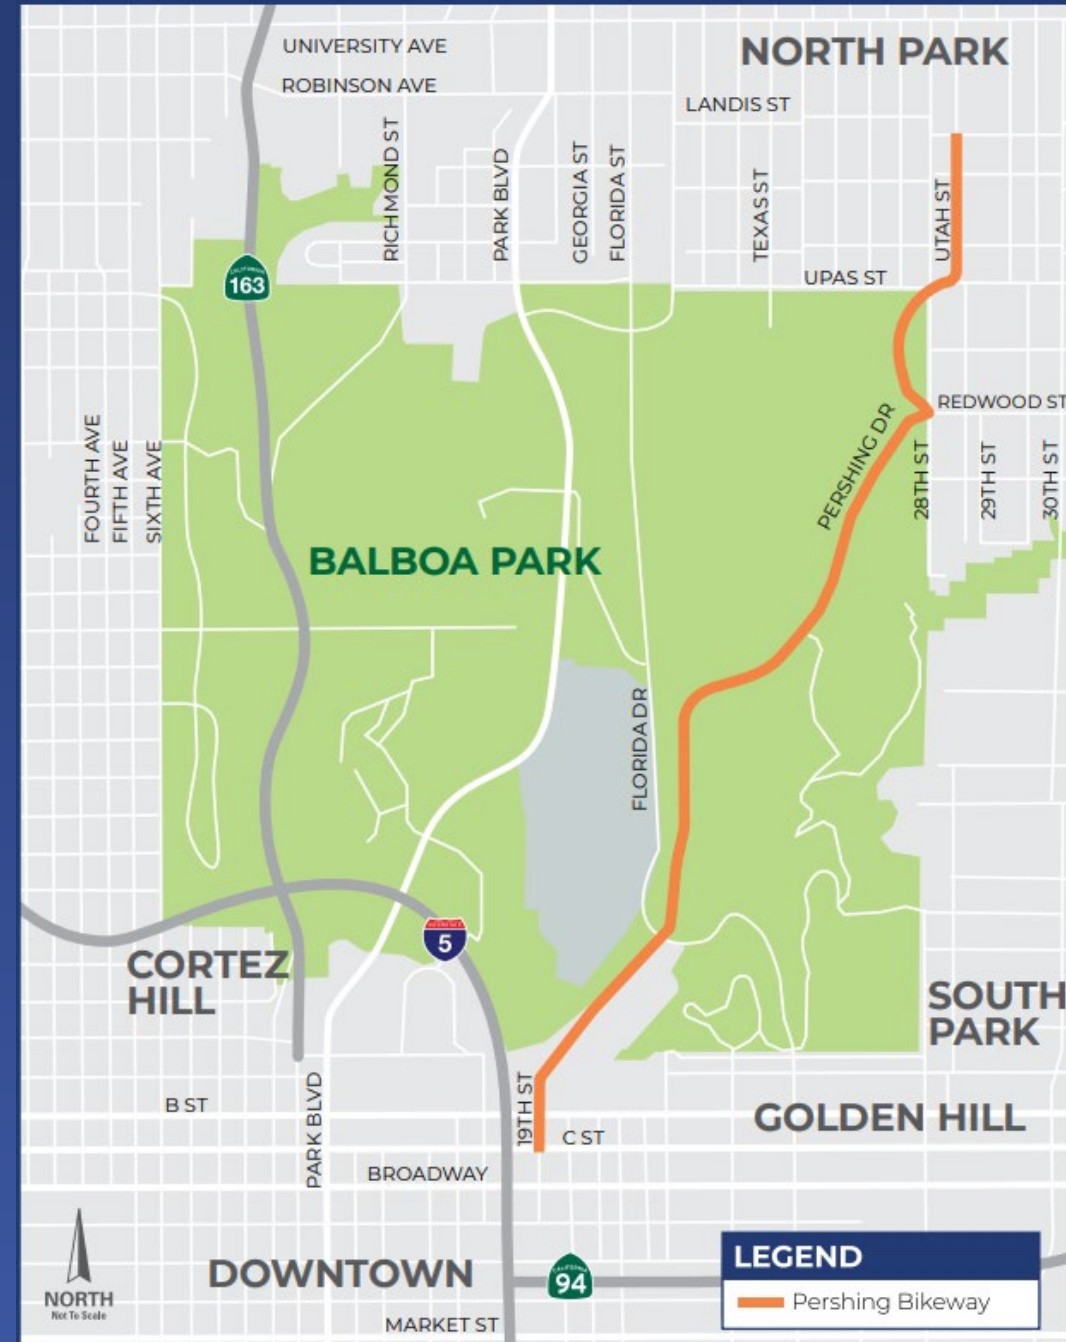 UNIVERSITY AVE
NORTH PARK
ROBINSON AVE
LANDIS ST
RICHMOND ST
PARK BLVD
GEORGIA ST
FLORIDA ST
TEXAS ST
UTAH ST
CALIFORNIA
163
UPAS ST
REDWOOD ST
PERSHING DR
FOURTH AVE
FIFTH AVE
SIXTH AVE
28TH ST
29TH ST
30TH ST
BALBOA PARK
FLORIDA DR
5
CORTEZ
HILL
SOUTH
PARK
B ST
PARK BLVD
19TH ST
C ST
GOLDEN HILL
BROADWAY
DOWNTOWN
CALIFORNIA
94
NORTH
Not To Scale
MARKET ST
LEGEND
Pershing Bikeway